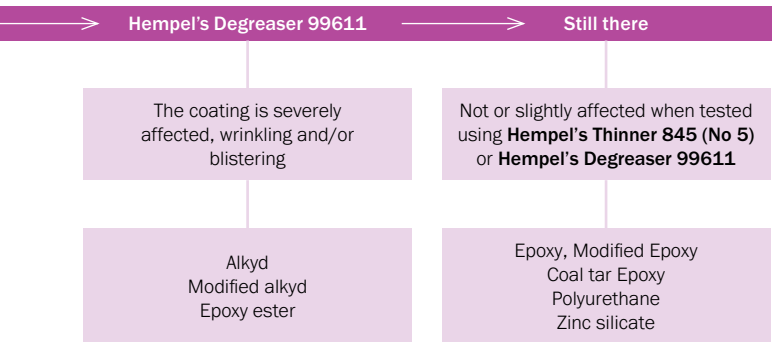 Hempel's Degreaser 99611
Still there
The coating is severely
affected, wrinkling and/or
blistering
Not or slightly affected when tested
using Hempel's Thinner 845 (No 5)
or Hempel's Degreaser 99611
Alkyd
Modified alkyd
Epoxy ester
Epoxy, Modified Epoxy
Coal tar Epoxy
Polyurethane
Zinc silicate